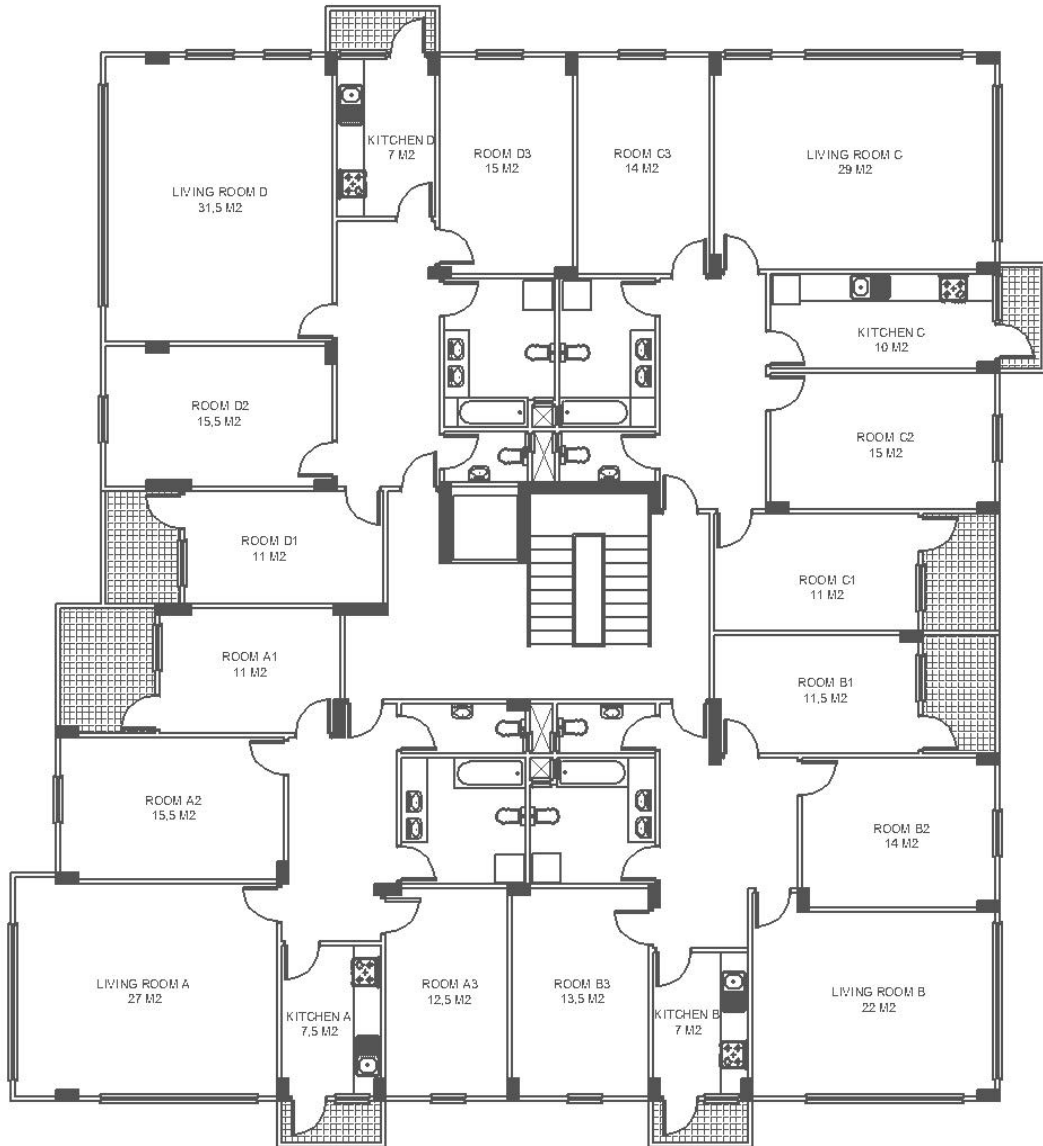 KITCHEN D
7 M2
ROOM D3
15 M2
ROOM C3
14 M2
LIVING ROOM C
29 M2
LIVING ROOM D
31,5 M2
KITCHEN C
10 M2
ROOM D2
15,5 M2
ROOM C2
15 M2
ROOM D1
11 M2
ROOM C1
11 M2
ROOM A1
11 M2
ROOM B1
11,5 M2
ROOM A2
15,5 M2
ROOM B2
14 M2
LIVING ROOM A
27 M2
KITCHEN A
7,5 M2
ROOM A3
12,5 M2
ROOM B3
13,5 M2
KITCHEN B
7 M2
LIVING ROOM B
22 M2